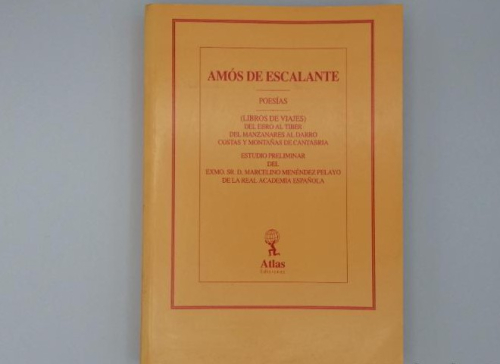 AMÓS DE ESCALANTE
POESÍAS
(LIBROS DE VIAJES)
DEL EBRO AL TIBER
DEL MANZANARES AL DARRO
COSTAS Y MONTAÑAS DE CANTABRIA
ESTUDIO PRELIMINAR
DEL
EXMO. SR. D. MARCELINO MENÉNDEZ PELAYO
DE LA REAL ACADEMIA ESPAÑOLA
Atlas